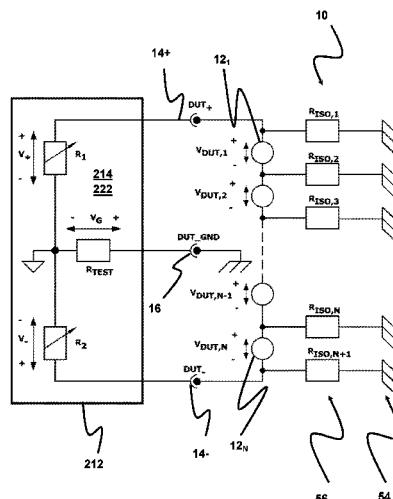 10
14+
12₁
DUT₊
R_ISO,1
+
V₊
-
R₁
214
222
+
V_DUT,1
-
R_ISO,2
+
V_DUT,2
-
R_ISO,3
- V_G +
DUT_GND
R_TEST
16
+
V_DUT,N-1
-
-
V₋
+
R₂
+
V_DUT,N
-
R_ISO,N
R_ISO,N+1
DUT₋
212
14-
12_N
56
54